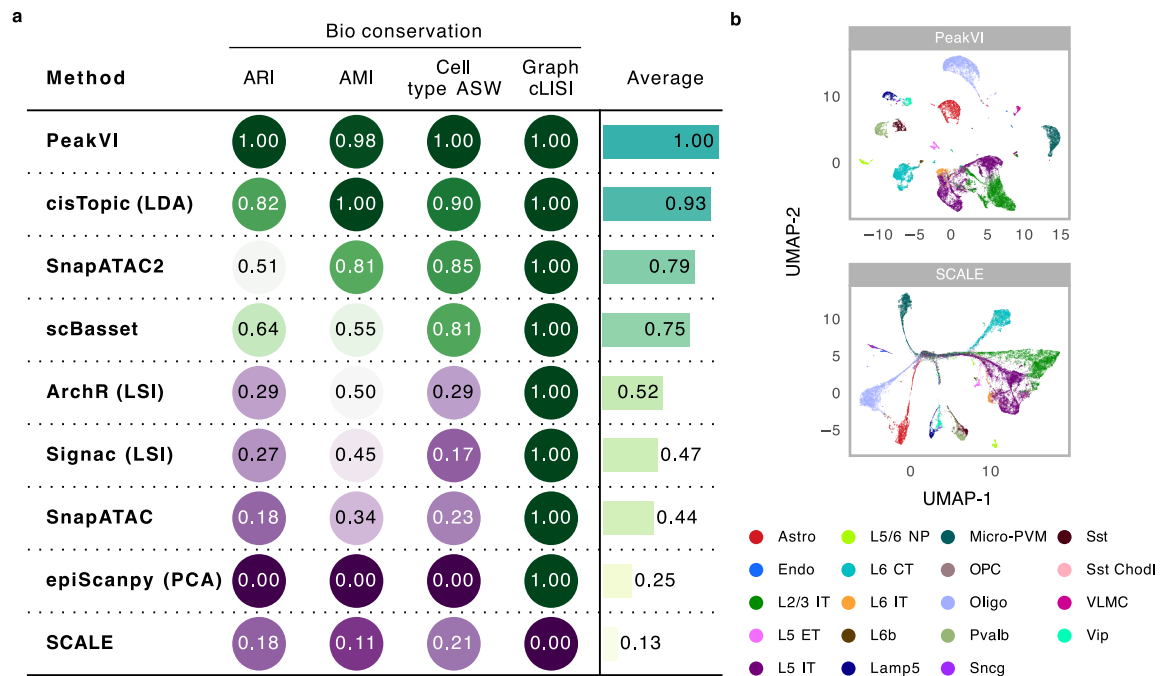 a
Bio conservation
Method
ARI
AMI
Cell
type ASW
Graph
cLISI
Average
PeakVI
1.00
0.98
1.00
1.00
1.00
cisTopic (LDA)
0.82
1.00
0.90
1.00
0.93
SnapATAC2
0.51
0.81
0.85
1.00
0.79
scBasset
0.64
0.55
0.81
1.00
0.75
ArchR (LSI)
0.29
0.50
0.29
1.00
0.52
Signac (LSI)
0.27
0.45
0.17
1.00
0.47
SnapATAC
0.18
0.34
0.23
1.00
0.44
epiScanpy (PCA)
0.00
0.00
0.00
1.00
0.25
SCALE
0.18
0.11
0.21
0.00
0.13
b
PeakVI
10
0
−10
−5
0
5
10
15
UMAP-2
SCALE
10
5
0
−5
0
10
UMAP-1
Astro
Endo
L2/3 IT
L5 ET
L5 IT
L5/6 NP
L6 CT
L6 IT
L6b
Lamp5
Micro-PVM
OPC
Oligo
Pvalb
Sncg
Sst
Sst Chodl
VLMC
Vip